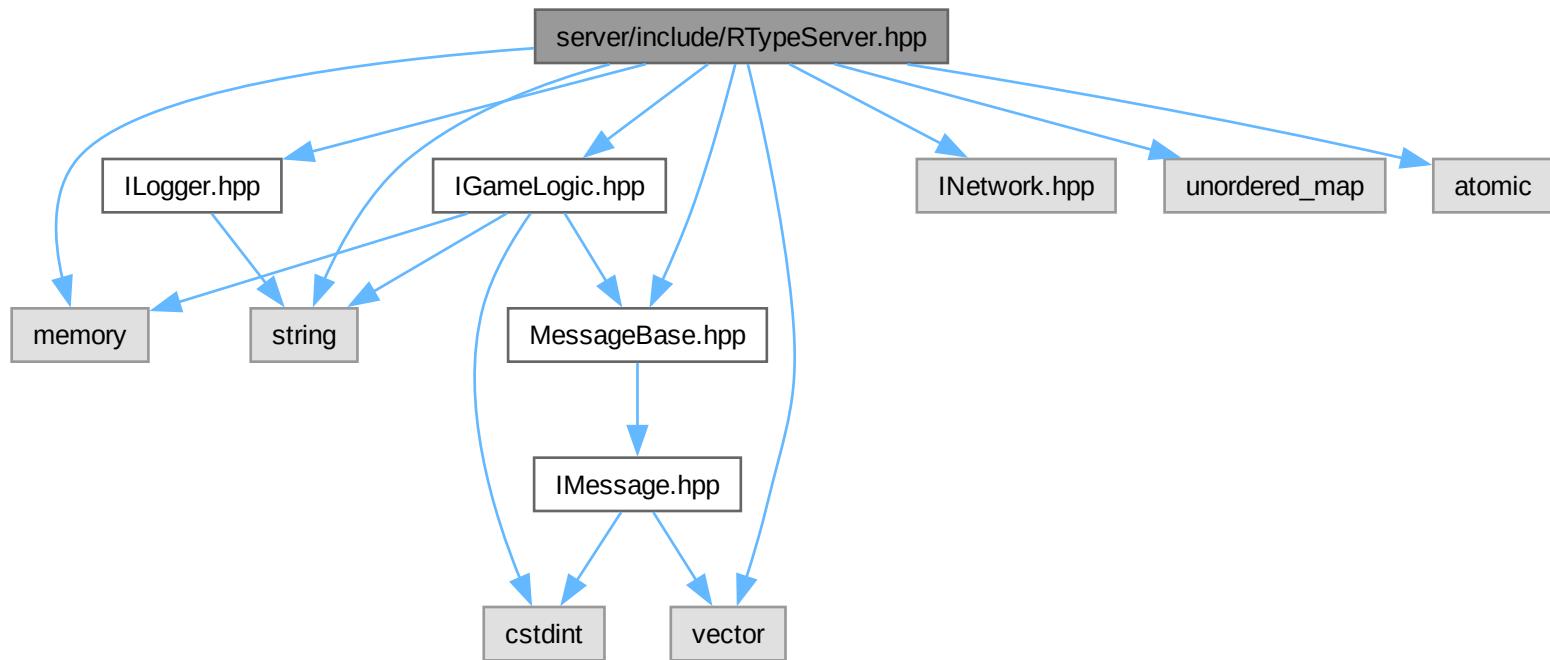 server/include/RTypeServer.hpp
ILogger.hpp
IGameLogic.hpp
INetwork.hpp
unordered_map
atomic
memory
string
MessageBase.hpp
IMessage.hpp
cstdint
vector